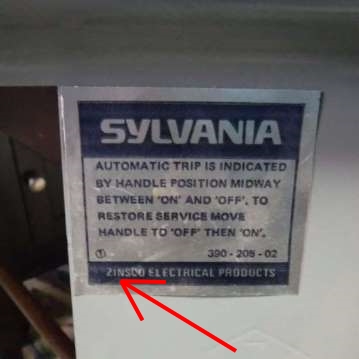 SYLVANIA
AUTOMATIC TRIP IS INDICATED
BY HANDLE POSITION MIDWAY
BETWEEN 'ON' AND 'OFF'. TO
RESTORE SERVICE MOVE
HANDLE TO 'OFF' THEN 'ON'.
① 390-205-02
ZINSCO ELECTRICAL PRODUCTS